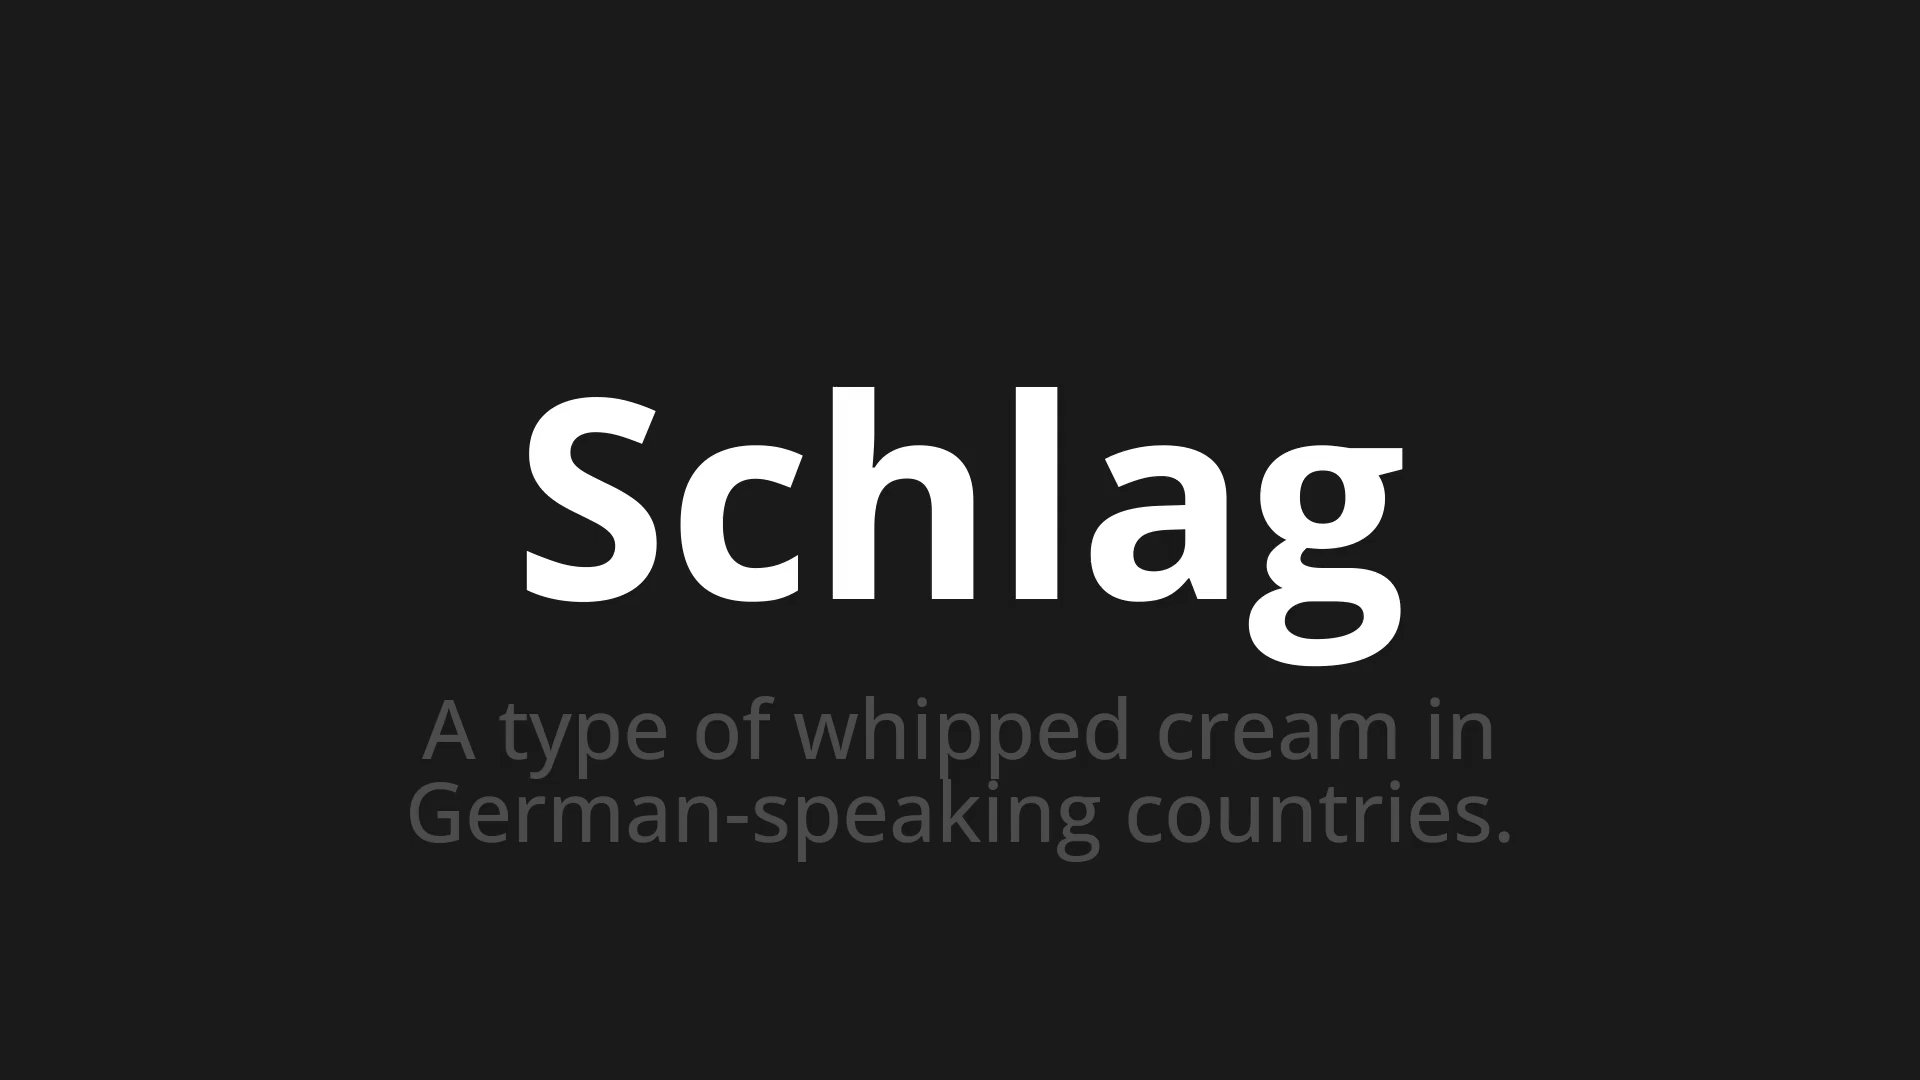 Schlag
A type of whipped cream in
German-speaking countries.